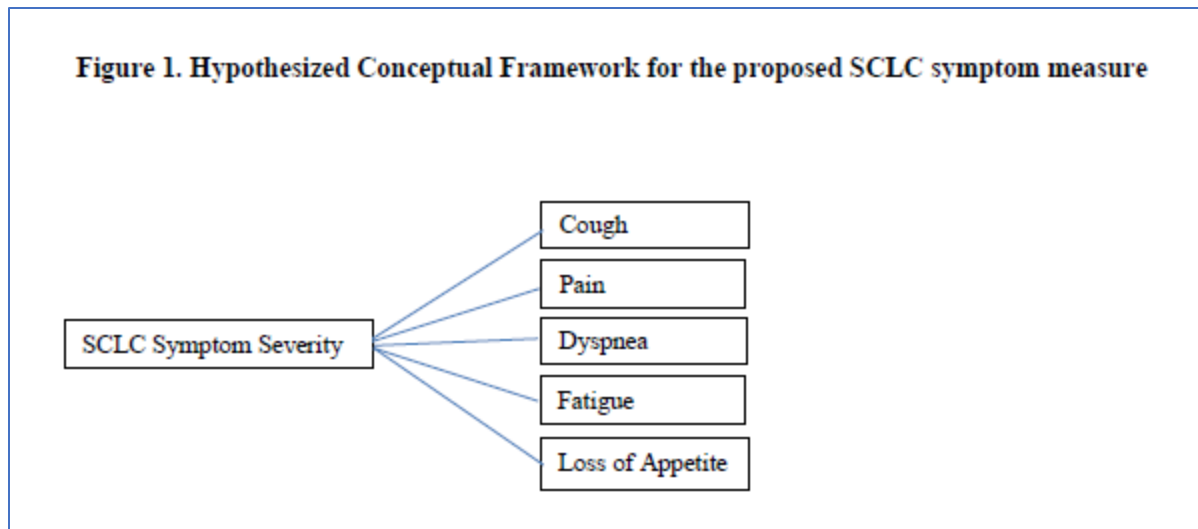 Figure 1. Hypothesized Conceptual Framework for the proposed SCLC symptom measure
Cough
Pain
SCLC Symptom Severity
Dyspnea
Fatigue
Loss of Appetite